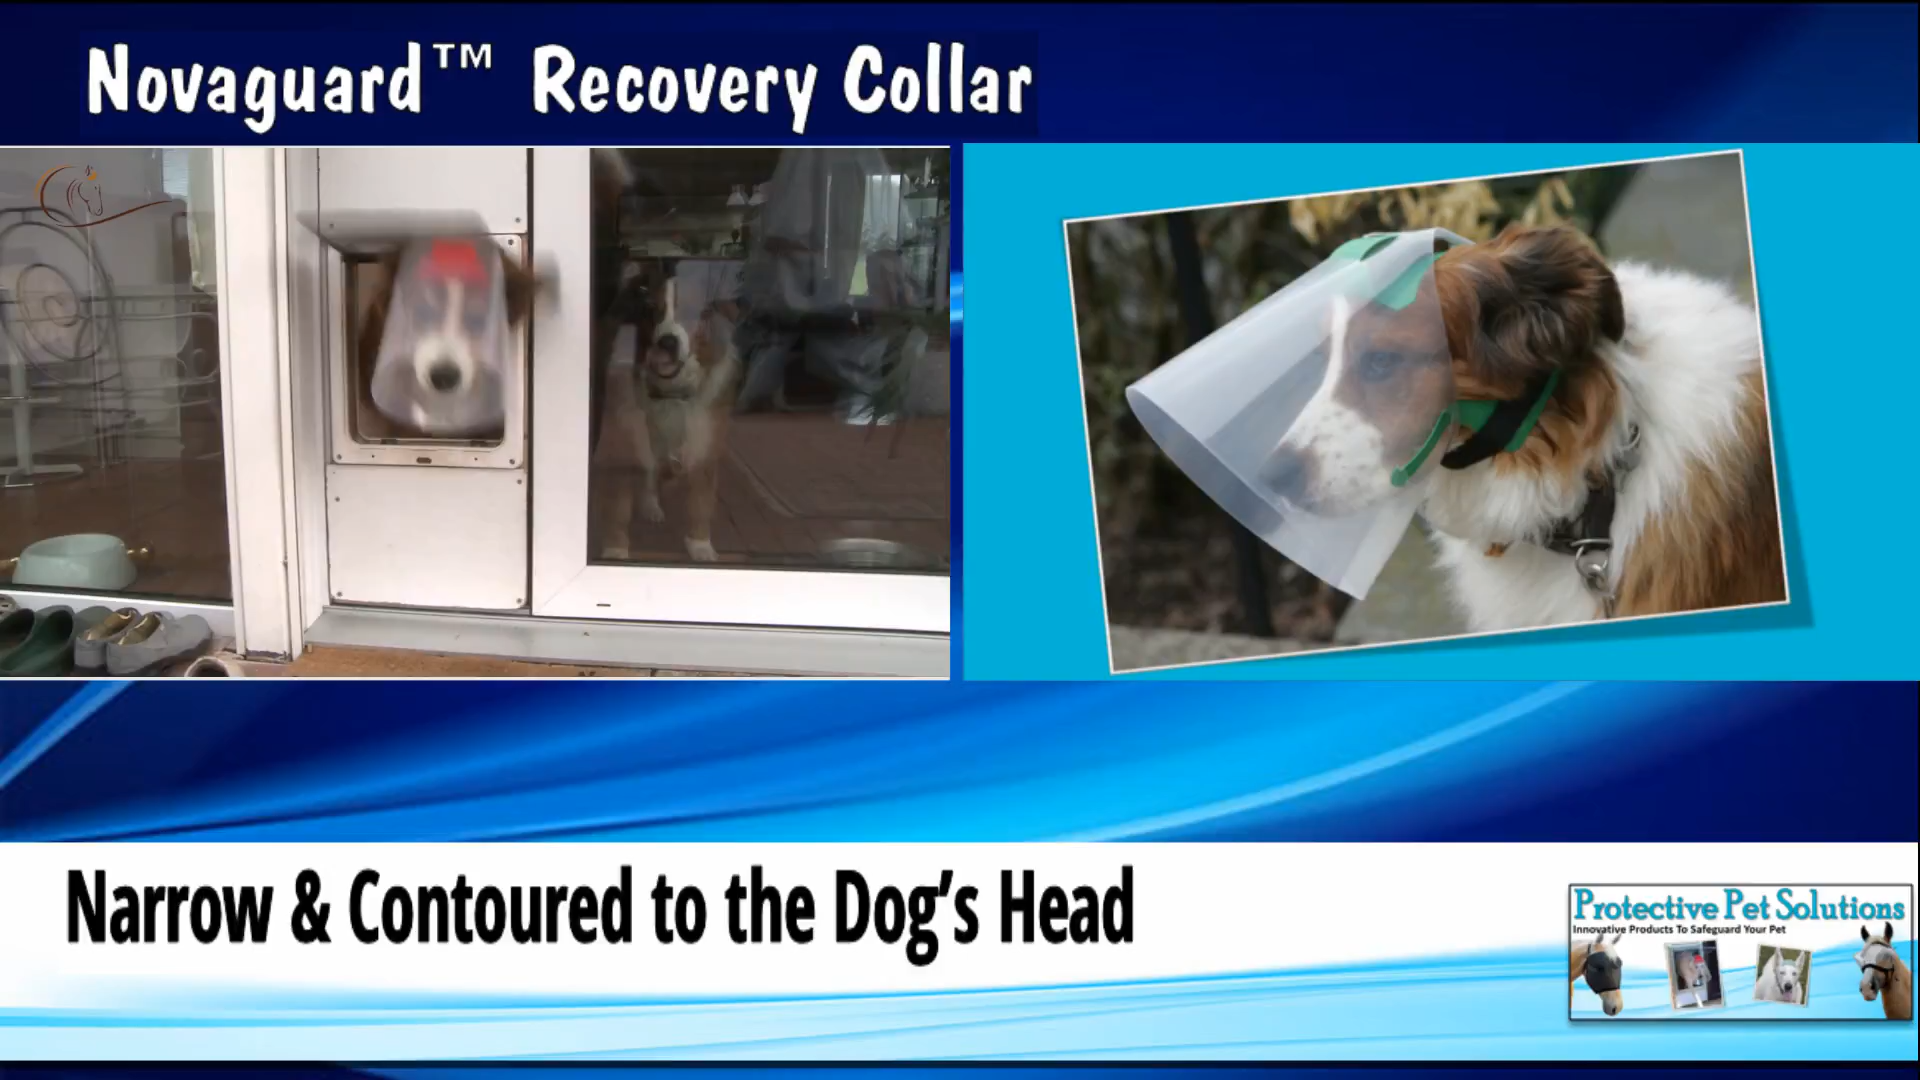 Novaguard™ Recovery Collar
Narrow & Contoured to the Dog's Head
Protective Pet Solutions
Innovative Products To Safeguard Your Pet